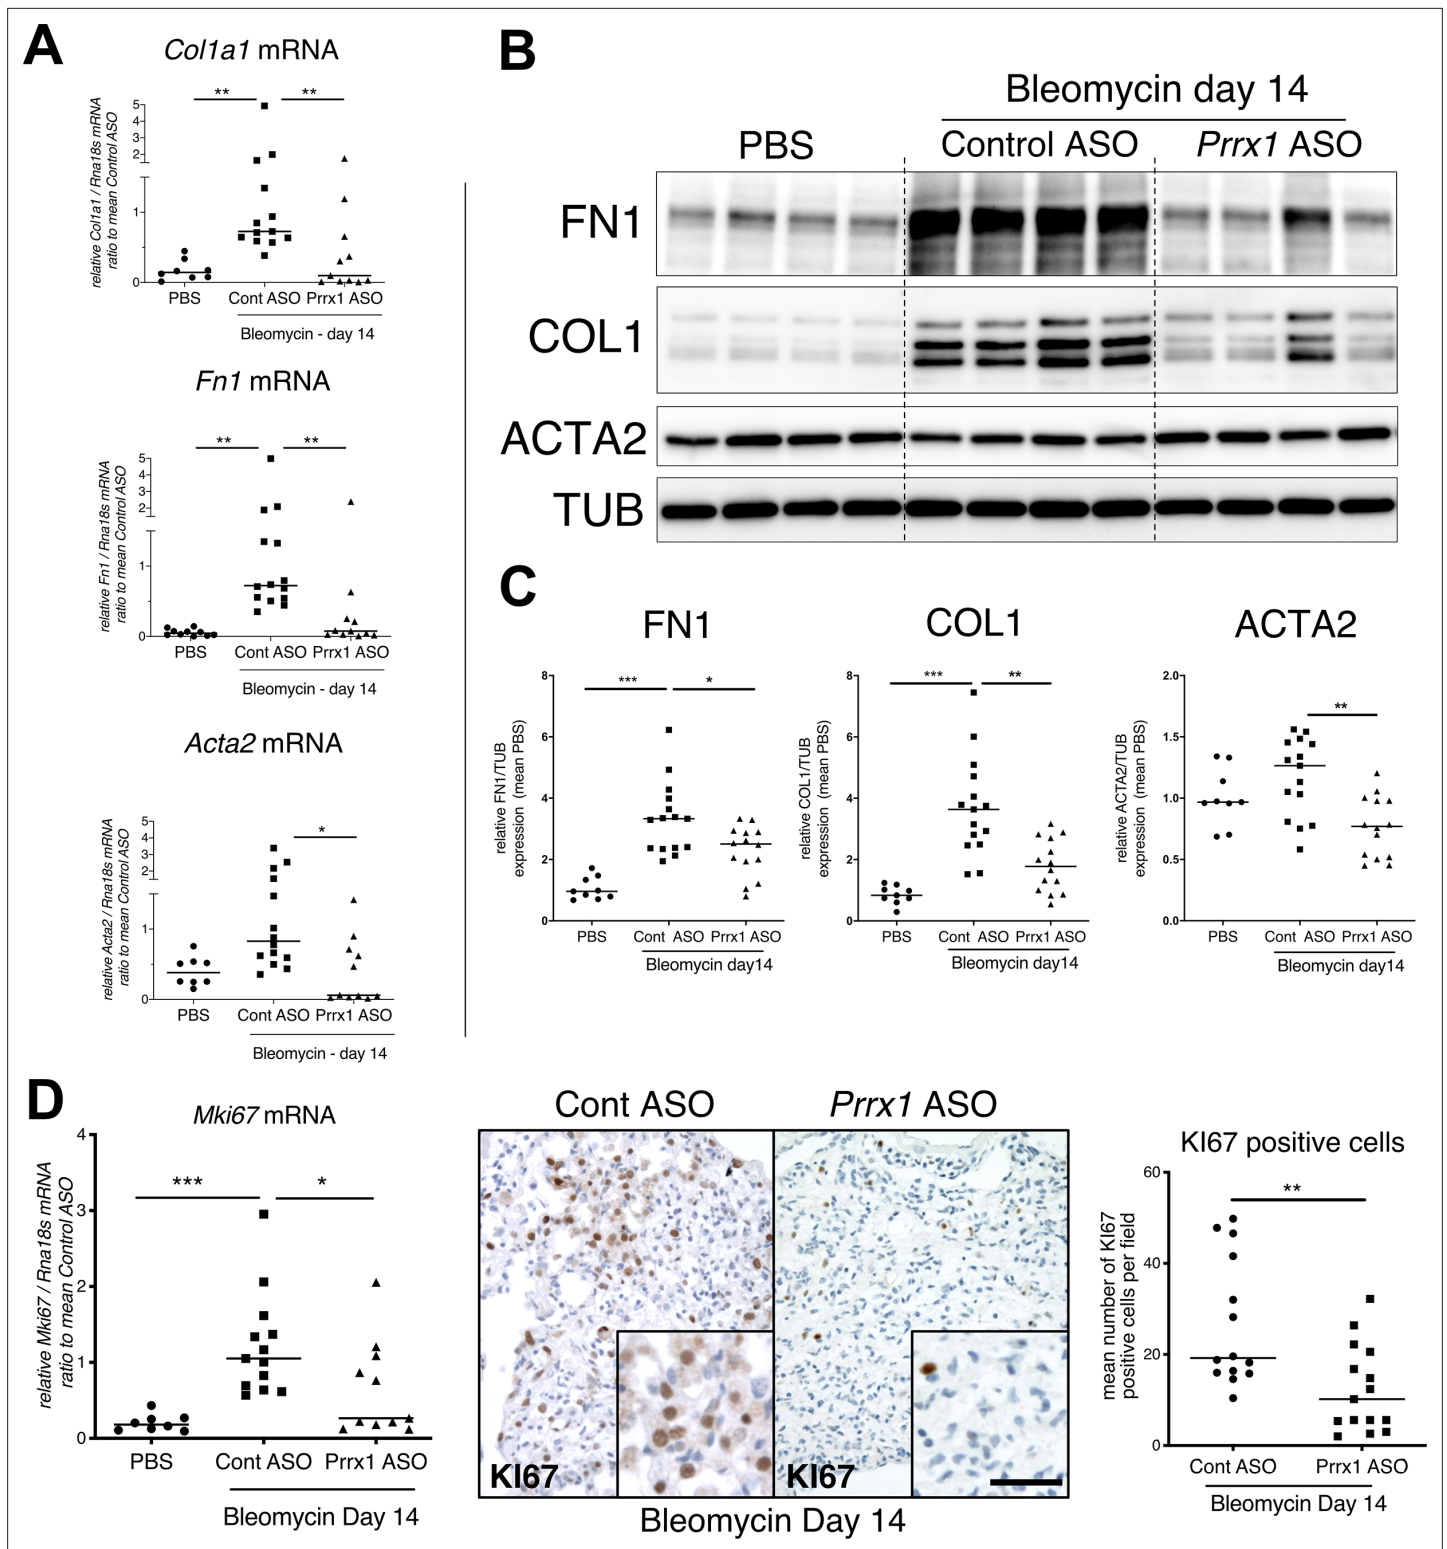 A
Col1a1 mRNA
relative Col1a1 / Rna18s mRNA
ratio to mean Control ASO
** **
5
4
3
2
1
0
PBS Cont ASO Prrx1 ASO
Bleomycin - day 14
Fn1 mRNA
relative Fn1 / Rna18s mRNA
ratio to mean Control ASO
** **
5
4
3
2
1
0
PBS Cont ASO Prrx1 ASO
Bleomycin - day 14
Acta2 mRNA
relative Acta2 / Rna18s mRNA
ratio to mean Control ASO
*
5
4
3
2
1
0
PBS Cont ASO Prrx1 ASO
Bleomycin - day 14
B
Bleomycin day 14
PBS Control ASO Prrx1 ASO
FN1
COL1
ACTA2
TUB
C
FN1
relative FN1/TUB
expression (mean PBS)
*** *
8
6
4
2
0
PBS Cont ASO Prrx1 ASO
Bleomycin day14
COL1
relative COL1/TUB
expression (mean PBS)
*** **
8
6
4
2
0
PBS Cont ASO Prrx1 ASO
Bleomycin day14
ACTA2
relative ACTA2/TUB
expression (mean PBS)
**
2.0
1.5
1.0
0.5
0.0
PBS Cont ASO Prrx1 ASO
Bleomycin day14
D
Mki67 mRNA
relative Mki67 / Rna18s mRNA
ratio to mean Control ASO
*** *
4
3
2
1
0
PBS Cont ASO Prrx1 ASO
Bleomycin Day 14
Cont ASO Prrx1 ASO
KI67 KI67
Bleomycin Day 14
KI67 positive cells
mean number of KI67
positive cells per field
**
60
40
20
0
Cont ASO Prrx1 ASO
Bleomycin Day 14